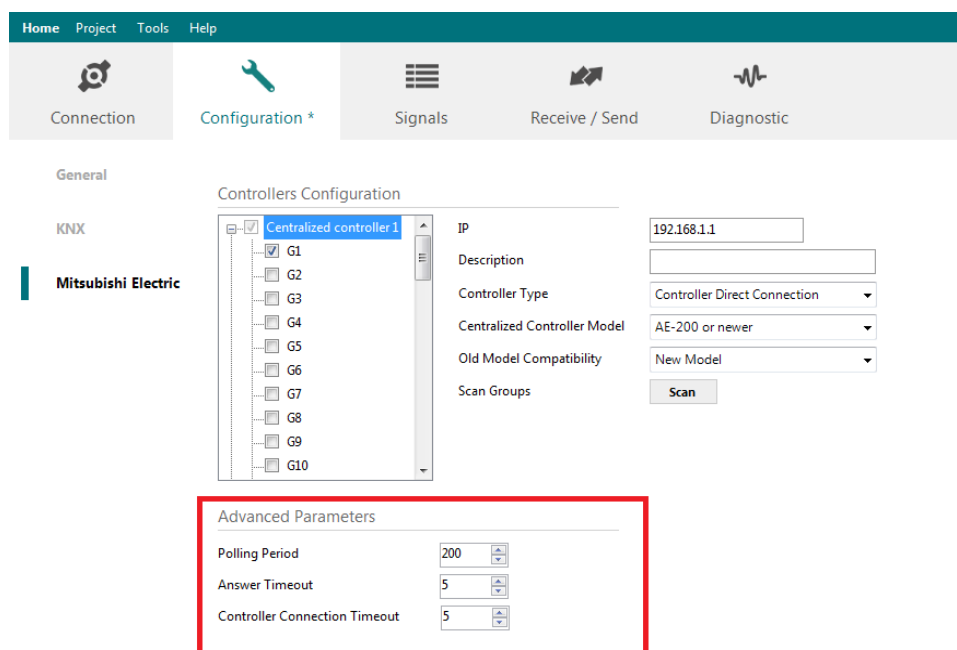 Home Project Tools Help
Connection Configuration * Signals Receive / Send Diagnostic
General
KNX
Mitsubishi Electric
Controllers Configuration
Centralized controller 1
G1
G2
G3
G4
G5
G6
G7
G8
G9
G10
IP 192.168.1.1
Description
Controller Type Controller Direct Connection
Centralized Controller Model AE-200 or newer
Old Model Compatibility New Model
Scan Groups Scan
Advanced Parameters
Polling Period 200
Answer Timeout 5
Controller Connection Timeout 5